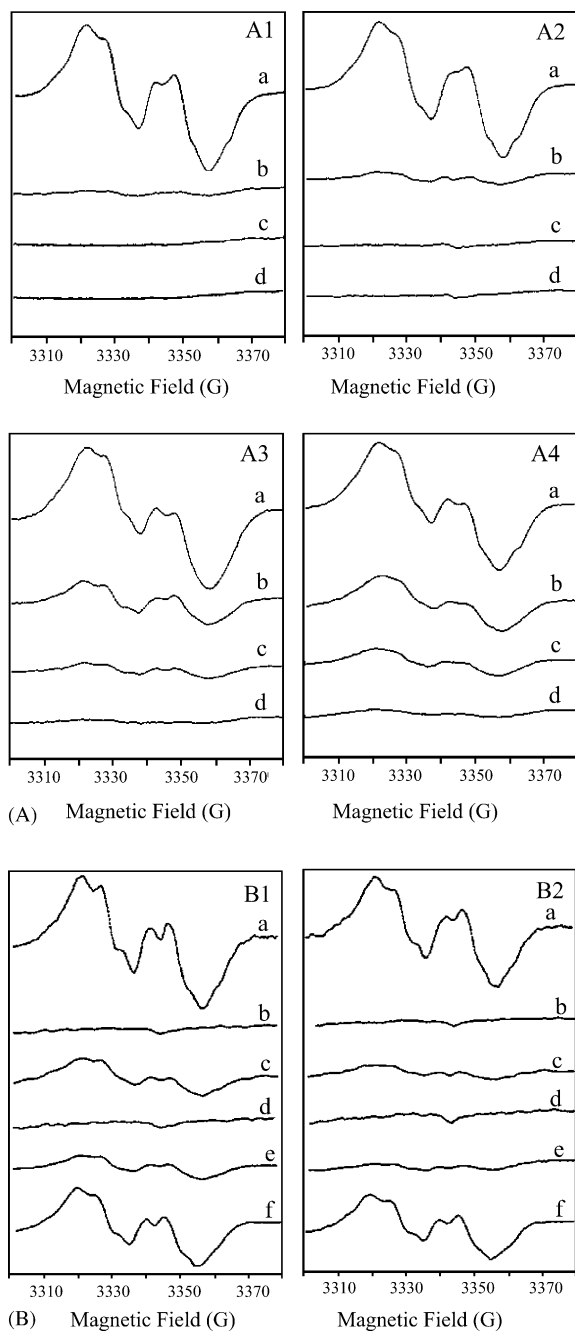 A1 A2
a a
b b
c c
d d
3310 3330 3350 3370 3310 3330 3350 3370
Magnetic Field (G) Magnetic Field (G)
A3 A4
a a
b b
c c
d d
3310 3330 3350 3370 3310 3330 3350 3370
(A) Magnetic Field (G) Magnetic Field (G)
B1 B2
a a
b b
c c
d d
e e
f f
3310 3330 3350 3370 3310 3330 3350 3370
(B) Magnetic Field (G) Magnetic Field (G)